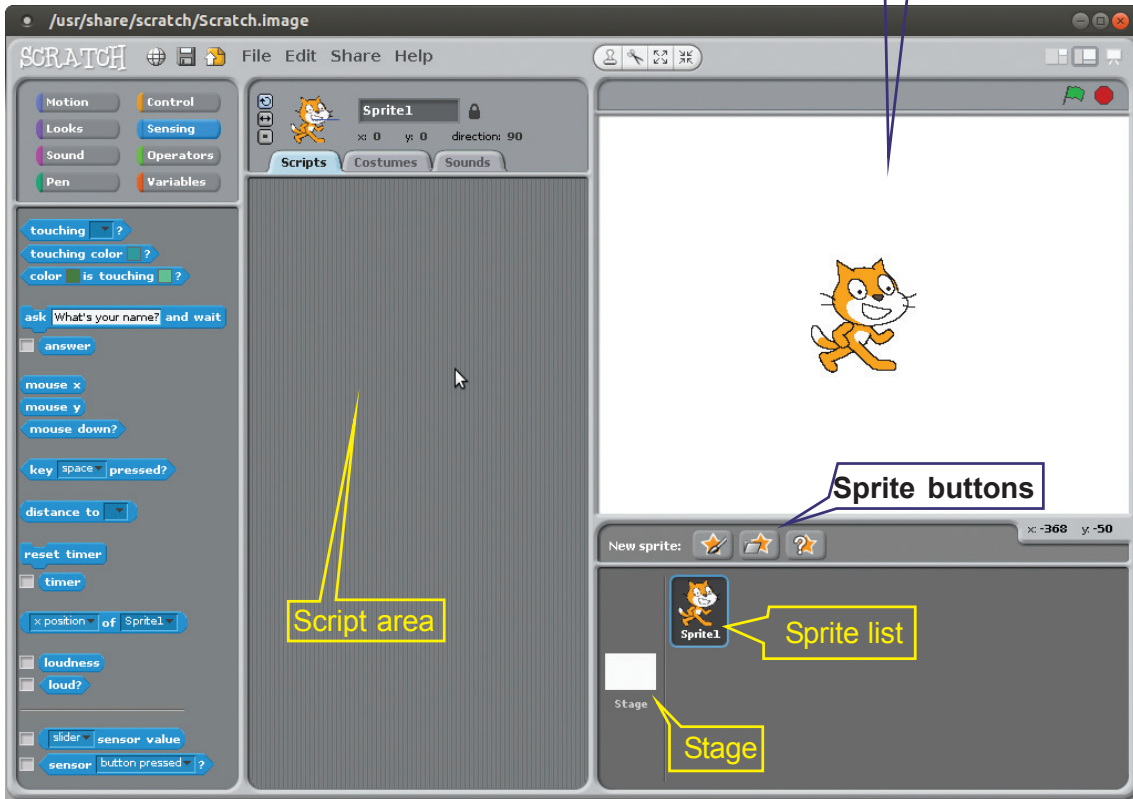 /usr/share/scratch/Scratch.image
SCRATCH File Edit Share Help
Motion Control
Looks Sensing
Sound Operators
Pen Variables
Sprite1
x: 0 y: 0 direction: 90
Scripts Costumes Sounds
touching ?
touching color ?
color is touching ?
ask What's your name? and wait
answer
mouse x
mouse y
mouse down?
key space pressed?
distance to
reset timer
timer
x position of Sprite1
loudness
loud?
slider sensor value
sensor button pressed ?
Script area
Sprite buttons
x: -368 y: -50
New sprite:
Sprite1
Sprite list
Stage
Stage